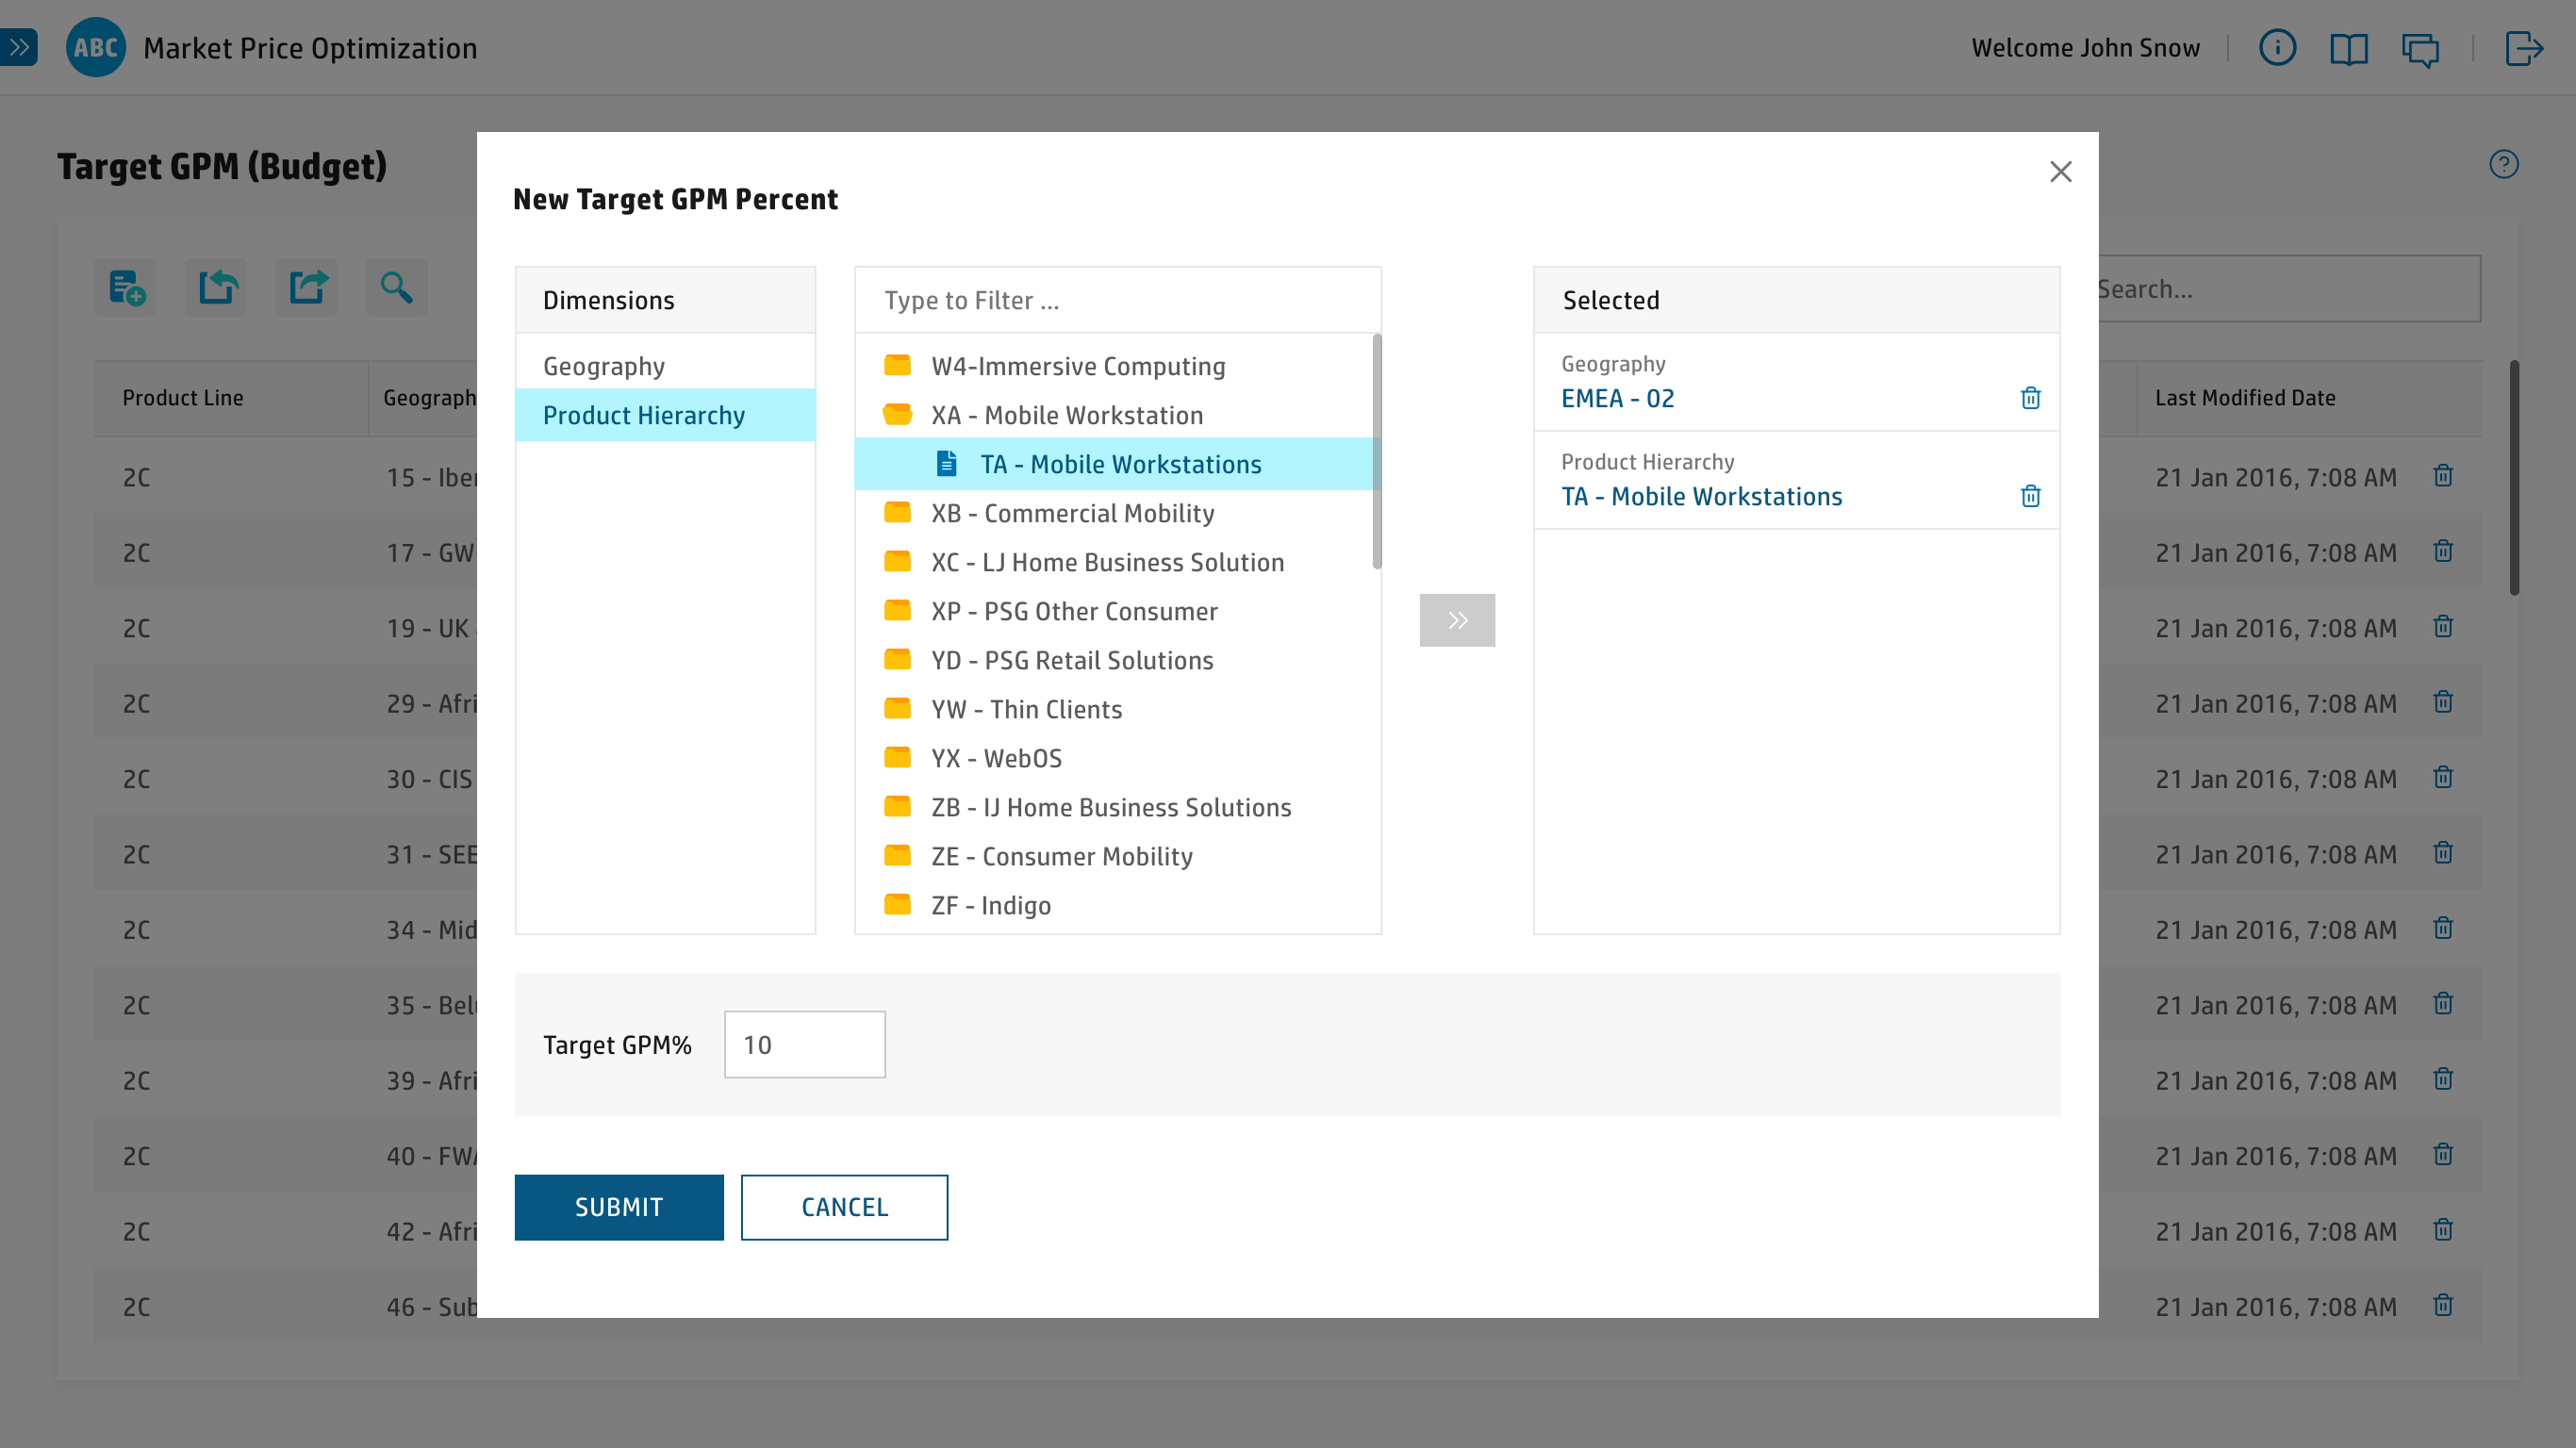 ABC Market Price Optimization
Welcome John Snow
Target GPM (Budget)
Search...
Product Line
Geograph
Last Modified Date
2C 15 - Iber 21 Jan 2016, 7:08 AM
2C 17 - GW 21 Jan 2016, 7:08 AM
2C 19 - UK 21 Jan 2016, 7:08 AM
2C 29 - Afri 21 Jan 2016, 7:08 AM
2C 30 - CIS 21 Jan 2016, 7:08 AM
2C 31 - SEE 21 Jan 2016, 7:08 AM
2C 34 - Mid 21 Jan 2016, 7:08 AM
2C 35 - Belu 21 Jan 2016, 7:08 AM
2C 39 - Afri 21 Jan 2016, 7:08 AM
2C 40 - FWA 21 Jan 2016, 7:08 AM
2C 42 - Afri 21 Jan 2016, 7:08 AM
2C 46 - Sub 21 Jan 2016, 7:08 AM
New Target GPM Percent
Dimensions
Geography
Product Hierarchy
Type to Filter ...
W4-Immersive Computing
XA - Mobile Workstation
TA - Mobile Workstations
XB - Commercial Mobility
XC - LJ Home Business Solution
XP - PSG Other Consumer
YD - PSG Retail Solutions
YW - Thin Clients
YX - WebOS
ZB - IJ Home Business Solutions
ZE - Consumer Mobility
ZF - Indigo
Selected
Geography
EMEA - 02
Product Hierarchy
TA - Mobile Workstations
Target GPM% 10
SUBMIT
CANCEL